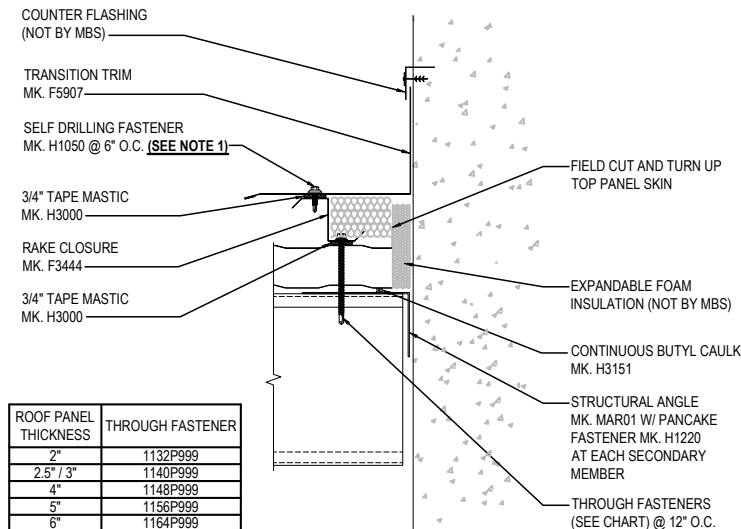 COUNTER FLASHING
(NOT BY MBS)
TRANSITION TRIM
MK. F5907
SELF DRILLING FASTENER
MK. H1050 @ 6" O.C. (SEE NOTE 1)
3/4" TAPE MASTIC
MK. H3000
RAKE CLOSURE
MK. F3444
3/4" TAPE MASTIC
MK. H3000
FIELD CUT AND TURN UP
TOP PANEL SKIN
EXPANDABLE FOAM
INSULATION (NOT BY MBS)
CONTINUOUS BUTYL CAULK
MK. H3151
STRUCTURAL ANGLE
MK. MAR01 W/ PANCAKE
FASTENER MK. H1220
AT EACH SECONDARY
MEMBER
THROUGH FASTENERS
(SEE CHART) @ 12" O.C.
ROOF PANEL
THICKNESS
THROUGH FASTENER
2" 1132P999
2.5" / 3" 1140P999
4" 1148P999
5" 1156P999
6" 1164P999